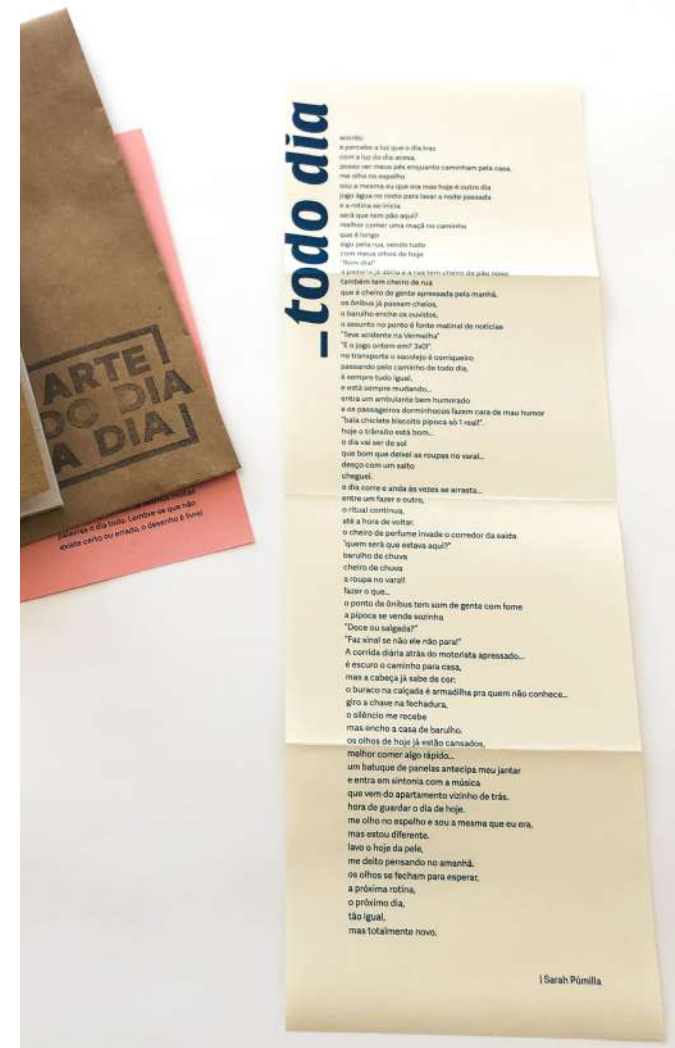 _todo dia
acordo
e percebo a luz que o dia traz
com a luz do dia acesa,
posso ver meus pés enquanto caminham pela casa.
me olho no espelho
sou a mesma eu que era mas hoje é outro dia
jogo água no rosto para lavar a noite passada
e a rotina se inicia
será que tem pão aqui?
melhor comer uma maçã no caminho
que é longo
sigo pela rua, vendo tudo
com meus olhos de hoje
"Bom dia!"
a padaria já abriu e a rua tem cheiro de pão novo
também tem cheiro de rua
que é cheiro de gente apressada pela manhã.
os ônibus já passam cheios,
o barulho enche os ouvidos,
o assunto no ponto é fonte matinal de notícias
"Teve acidente na Vermelha"
"E o jogo ontem em? 3x0!".
no transporte o sacolejo é corriqueiro
passando pelo caminho de todo dia,
é sempre tudo igual,
e está sempre mudando...
entra um ambulante bem humorado
e os passageiros dorminhocos fazem cara de mau humor
"bala chiclete biscoito pipoca só 1 real!".
hoje o trânsito está bom...
o dia vai ser de sol
que bom que deixei as roupas no varal...
desço com um salto
cheguei.
o dia corre e anda às vezes se arrasta...
entre um fazer e outro,
o ritual continua,
até a hora de voltar.
o cheiro de perfume invade o corredor da saída
"quem será que estava aqui?"
barulho de chuva
cheiro de chuva
a roupa no varal!
fazer o que...
o ponto de ônibus tem som de gente com fome
a pipoca se vende sozinha
"Doce ou salgada?"
"Faz sinal se não ele não para!"
A corrida diária atrás do motorista apressado...
é escuro o caminho para casa,
mas a cabeça já sabe de cor:
o buraco na calçada é armadilha pra quem não conhece...
giro a chave na fechadura,
o silêncio me recebe
mas encho a casa de barulho.
os olhos de hoje já estão cansados,
melhor comer algo rápido...
um batuque de panelas antecipa meu jantar
e entra em sintonia com a música
que vem do apartamento vizinho de trás.
hora de guardar o dia de hoje.
me olho no espelho e sou a mesma que eu era,
mas estou diferente.
lavo o hoje da pele,
me deito pensando no amanhã.
os olhos se fecham para esperar,
a próxima rotina,
o próximo dia,
tão igual,
mas totalmente novo.
| Sarah Púmilla
ARTE
DO DIA
A DIA
muitas
palavras o dia todo. Lembre-se que não
existe certo ou errado, o desenho é livre!